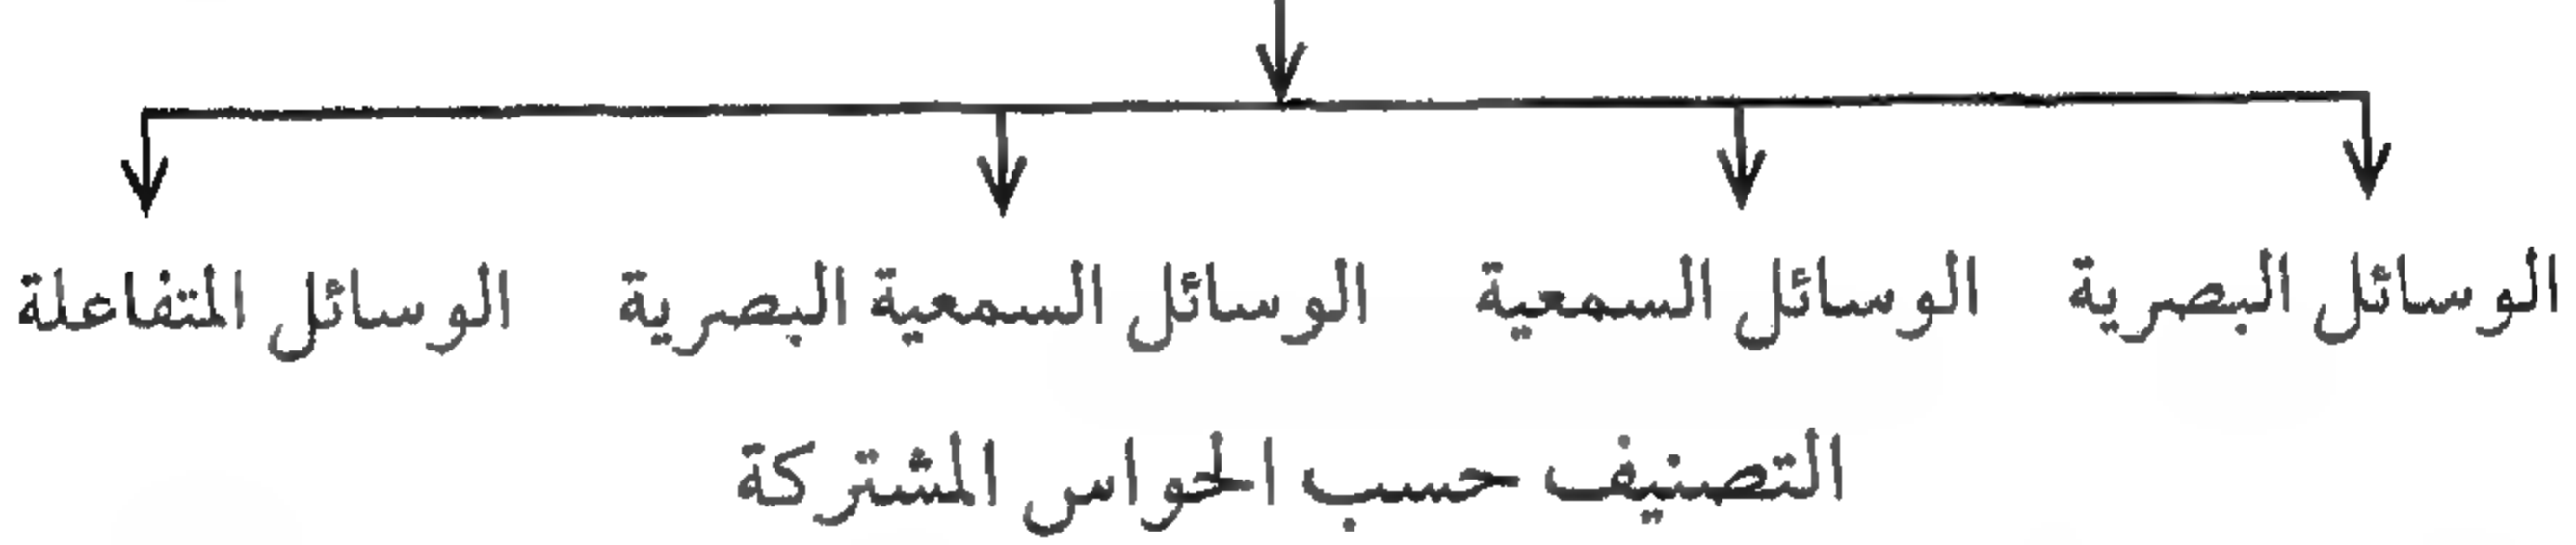 الوسائل البصرية الوسائل السمعية الوسائل السمعية البصرية الوسائل المتفاعلة
التصنيف حسب الحواس المشتركة